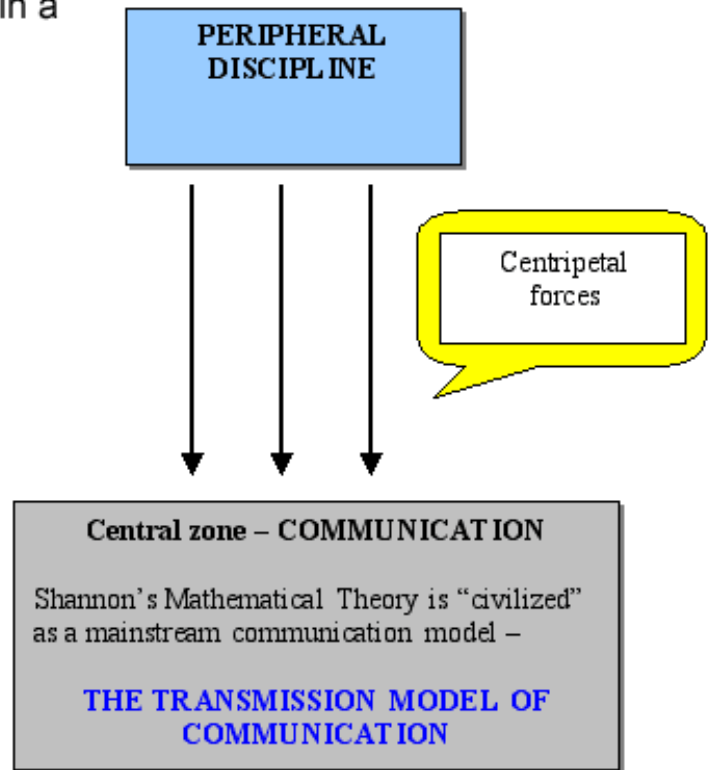 in a
PERIPHERAL
DISCIPLINE
Centripetal
forces
Central zone – COMMUNICATION
Shannon's Mathematical Theory is “civilized”
as a mainstream communication model –
THE TRANSMISSION MODEL OF
COMMUNICATION